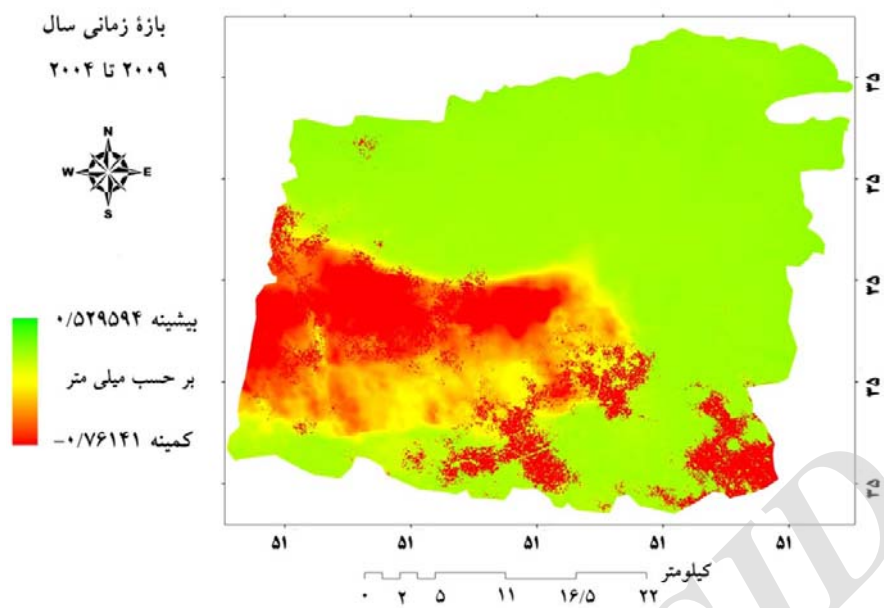 بازهٔ زمانی سال
۲۰۰۴ تا ۲۰۰۹
N
W E
S
بیشینه ۰/۵۲۹۵۹۴
بر حسب میلی متر
کمینه ۰/۷۶۱۴۱−
۳۵
۳۵
۳۵
۳۵
۳۵
۵۱ ۵۱ ۵۱ ۵۱ ۵۱
کیلومتر
۰ ۲ ۵ ۱۱ ۱۶/۵ ۲۲
SID